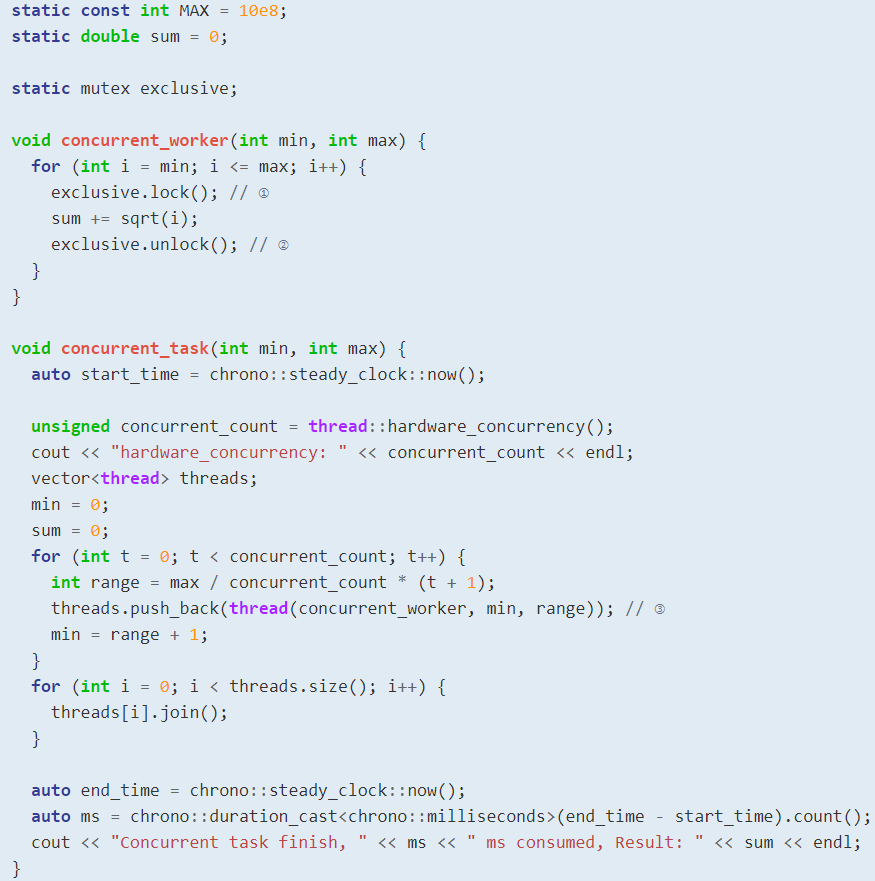 static const int MAX = 10e8;
static double sum = 0;

static mutex exclusive;

void concurrent_worker(int min, int max) {
  for (int i = min; i <= max; i++) {
    exclusive.lock(); // ①
    sum += sqrt(i);
    exclusive.unlock(); // ②
  }
}

void concurrent_task(int min, int max) {
  auto start_time = chrono::steady_clock::now();

  unsigned concurrent_count = thread::hardware_concurrency();
  cout << "hardware_concurrency: " << concurrent_count << endl;
  vector<thread> threads;
  min = 0;
  sum = 0;
  for (int t = 0; t < concurrent_count; t++) {
    int range = max / concurrent_count * (t + 1);
    threads.push_back(thread(concurrent_worker, min, range)); // ③
    min = range + 1;
  }
  for (int i = 0; i < threads.size(); i++) {
    threads[i].join();
  }

  auto end_time = chrono::steady_clock::now();
  auto ms = chrono::duration_cast<chrono::milliseconds>(end_time - start_time).count();
  cout << "Concurrent task finish, " << ms << " ms consumed, Result: " << sum << endl;
}